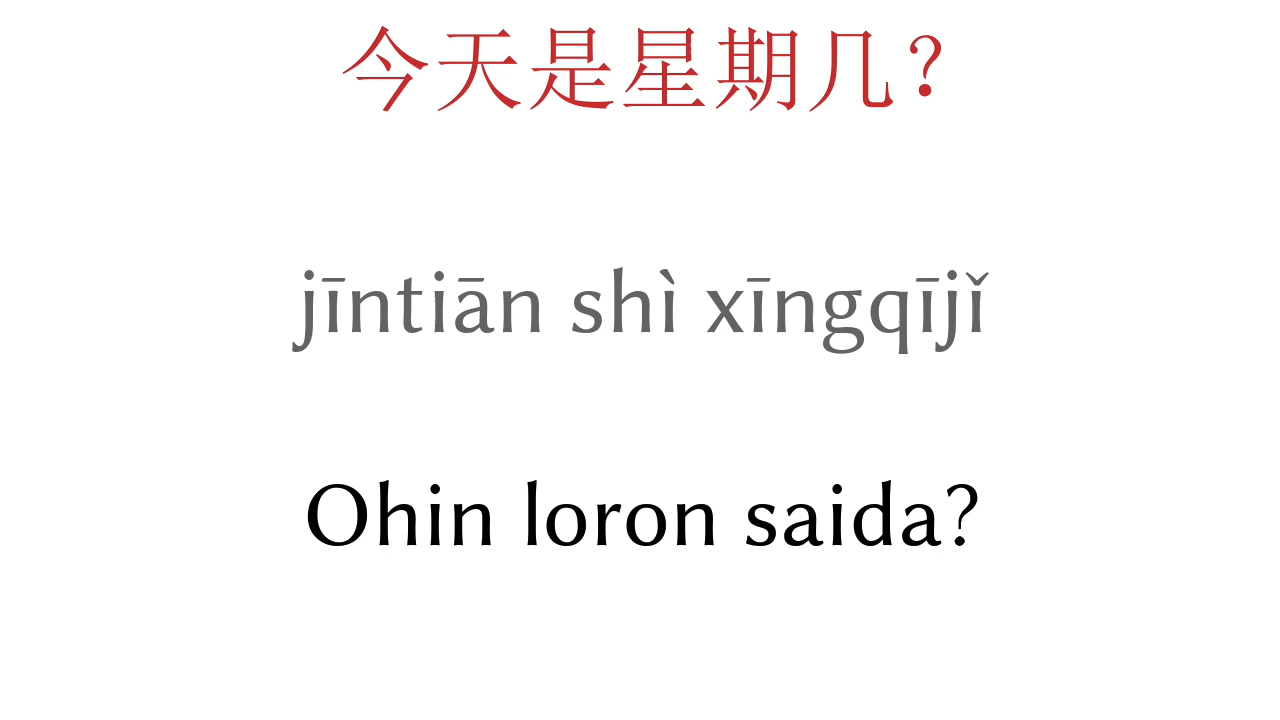 今天是星期几？
jīntiān shì xīngqījǐ
Ohin loron saida?